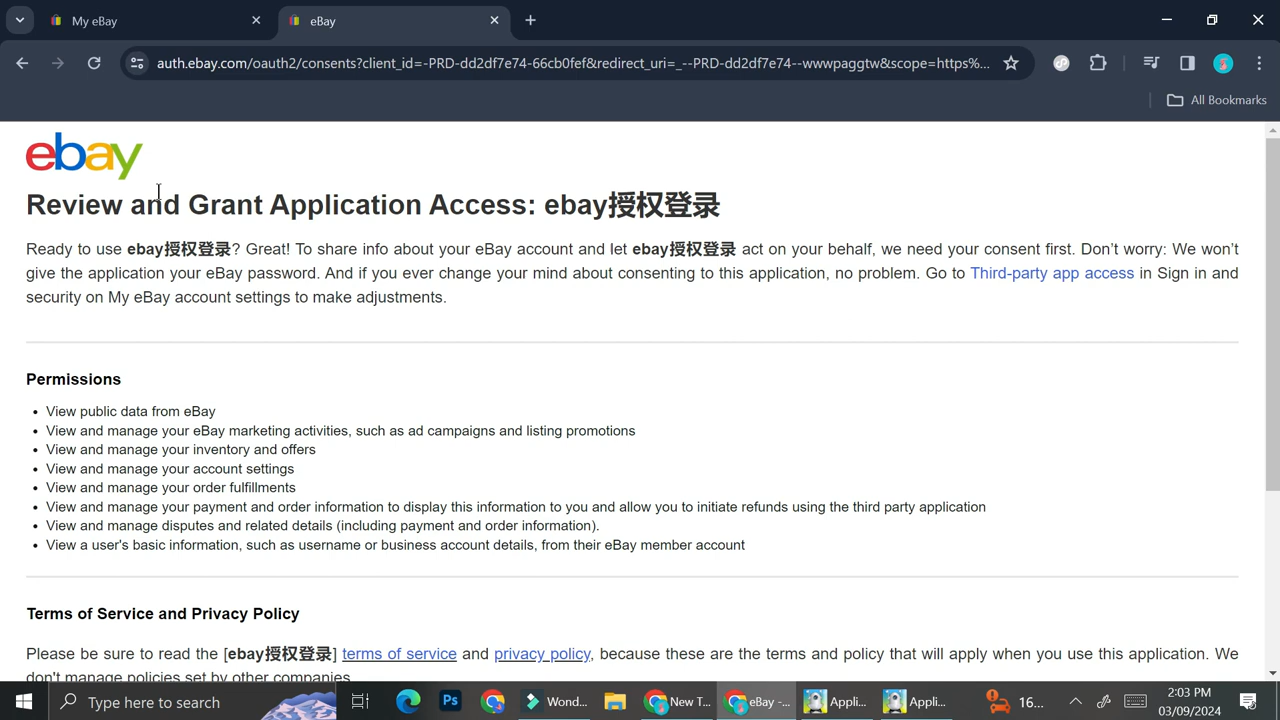 My eBay
eBay
auth.ebay.com/oauth2/consents?client_id=-PRD-dd2df7e74-66cb0fef&redirect_uri=_--PRD-dd2df7e74--wwwpaggtw&scope=https%...
All Bookmarks
ebay
Review and Grant Application Access: ebay授权登录
Ready to use ebay授权登录? Great! To share info about your eBay account and let ebay授权登录 act on your behalf, we need your consent first. Don’t worry: We won’t
give the application your eBay password. And if you ever change your mind about consenting to this application, no problem. Go to Third-party app access in Sign in and
security on My eBay account settings to make adjustments.
Permissions
• View public data from eBay
• View and manage your eBay marketing activities, such as ad campaigns and listing promotions
• View and manage your inventory and offers
• View and manage your account settings
• View and manage your order fulfillments
• View and manage your payment and order information to display this information to you and allow you to initiate refunds using the third party application
• View and manage disputes and related details (including payment and order information).
• View a user's basic information, such as username or business account details, from their eBay member account
Terms of Service and Privacy Policy
Please be sure to read the [ebay授权登录] terms of service and privacy policy, because these are the terms and policy that will apply when you use this application. We
don't manage policies set by other companies.
Type here to search
Ps
Wond...
New T...
eBay -...
Appli...
Appli...
16...
2:03 PM
03/09/2024